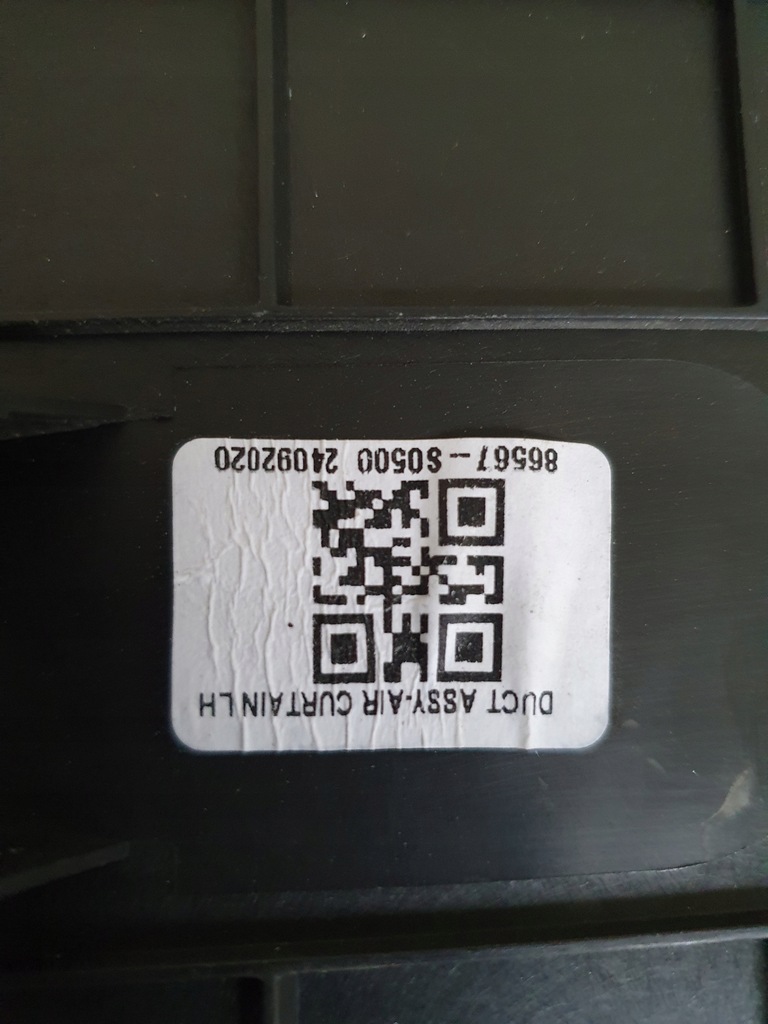 DUCT ASSY-AIR CURTAIN LH
86567-S0500 24092020